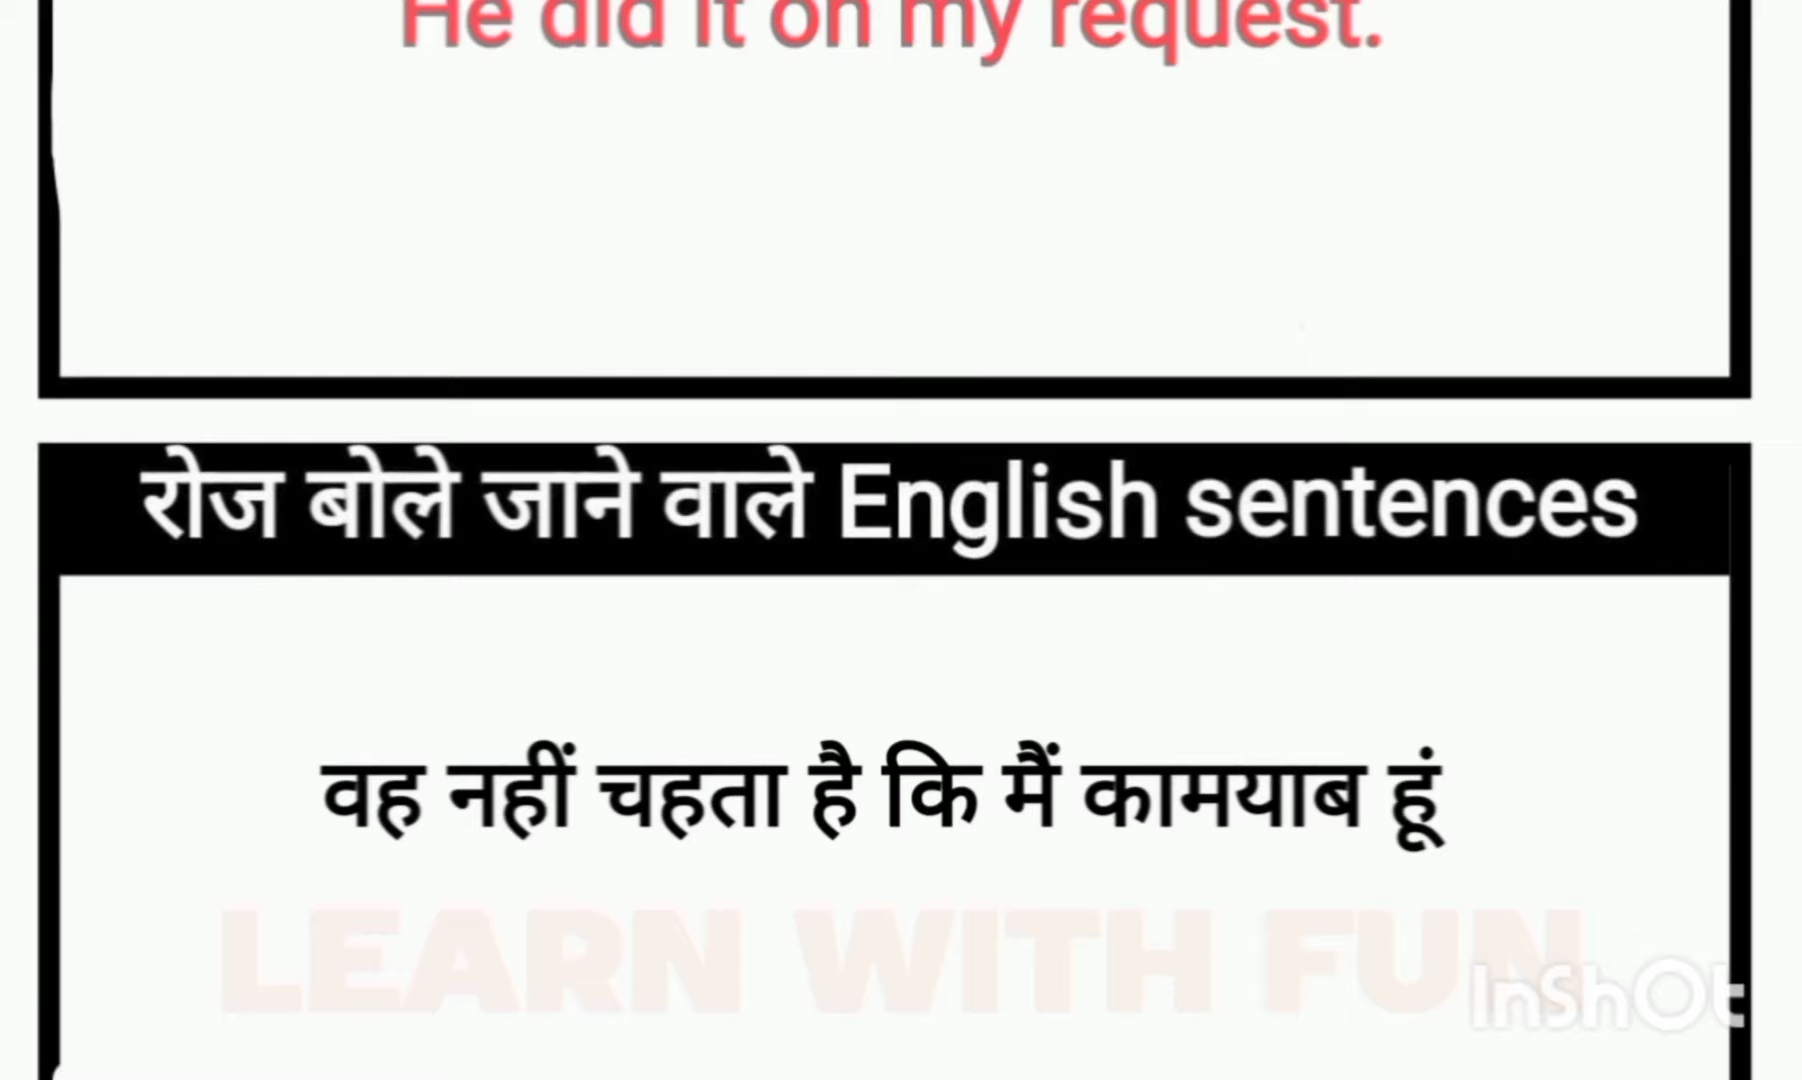 He did it on my request.
रोज बोले जाने वाले English sentences
वह नहीं चहता है कि मैं कामयाब हूं
LEARN WITH FUN
InShOt